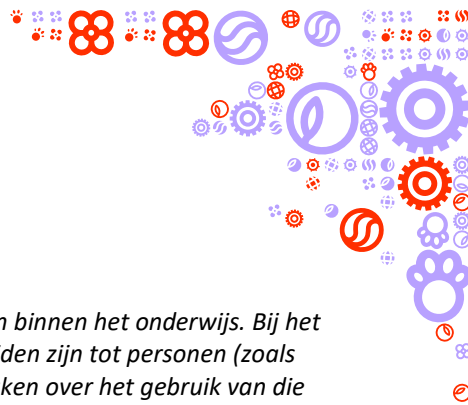 n binnen het onderwijs. Bij het
iden zijn tot personen (zoals
ken over het gebruik van die